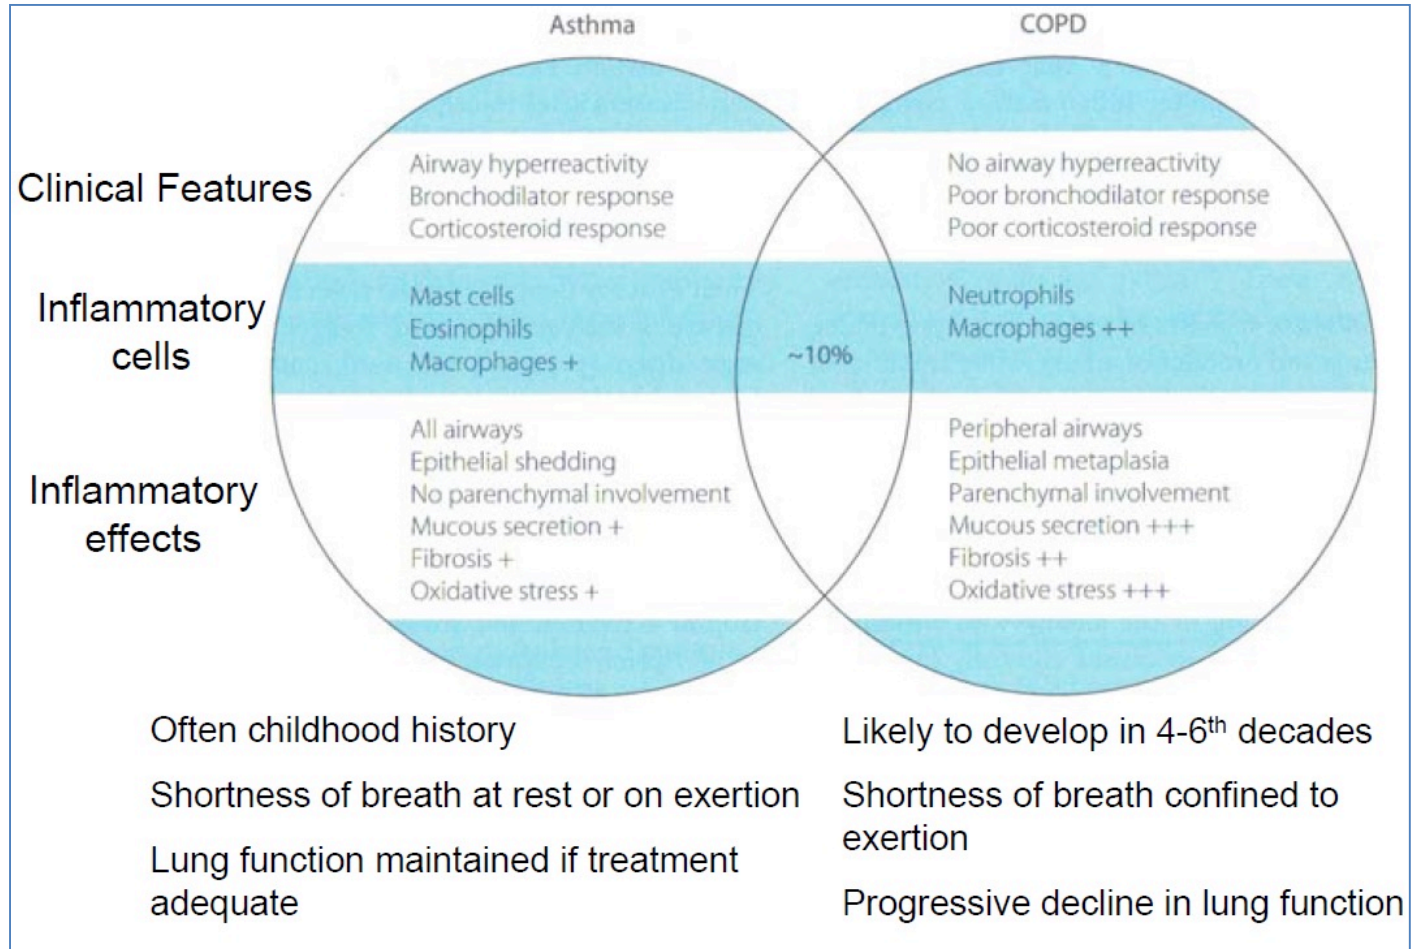 Asthma
COPD
Clinical Features
Airway hyperreactivity
Bronchodilator response
Corticosteroid response
No airway hyperreactivity
Poor bronchodilator response
Poor corticosteroid response
Inflammatory
cells
Mast cells
Eosinophils
Macrophages +
~10%
Neutrophils
Macrophages ++
Inflammatory
effects
All airways
Epithelial shedding
No parenchymal involvement
Mucous secretion +
Fibrosis +
Oxidative stress +
Peripheral airways
Epithelial metaplasia
Parenchymal involvement
Mucous secretion +++
Fibrosis ++
Oxidative stress +++
Often childhood history
Shortness of breath at rest or on exertion
Lung function maintained if treatment
adequate
Likely to develop in 4-6th decades
Shortness of breath confined to
exertion
Progressive decline in lung function